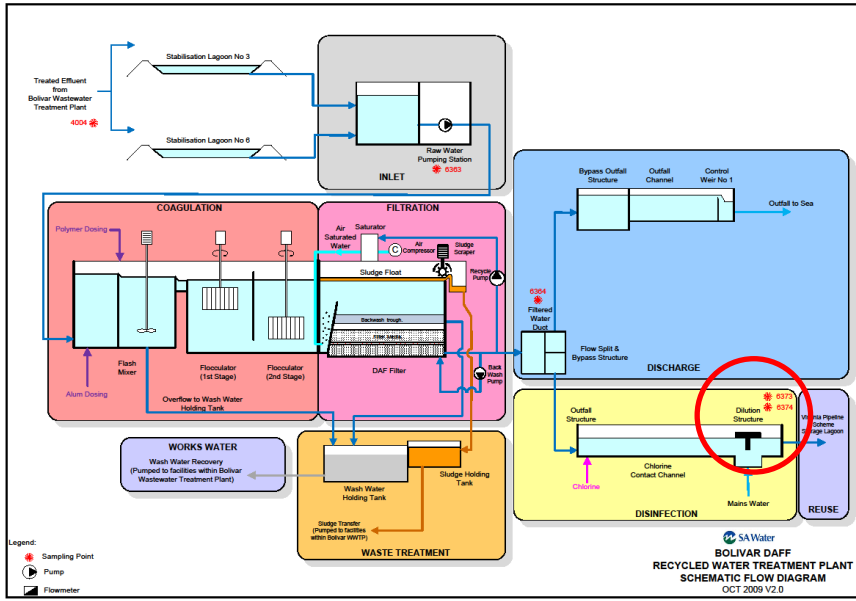 Stabilisation Lagoon No 3
Treated Effluent
from
Bolivar Wastewater
Treatment Plant
4004
Stabilisation Lagoon No 6
Raw Water
Pumping Station
6363
INLET
COAGULATION
Polymer Dosing
Flash
Mixer
Flocculator
(1st Stage)
Flocculator
(2nd Stage)
Alum Dosing
Overflow to Wash Water
Holding Tank
FILTRATION
Air
Saturated
Water
Saturator
C
Air
Compressor
Sludge
Scraper
Recycle
Pump
Sludge Float
Backwash trough.
Filter Media
DAF Filter
Back
Wash
Pump
Bypass Outfall
Structure
Outfall
Channel
Control
Weir No 1
Outfall to Sea
6364
Filtered
Water
Duct
Flow Split &
Bypass Structure
DISCHARGE
6373
6374
Outfall
Structure
Dilution
Structure
Virginia Pipeline
Scheme
Storage Lagoon
Chlorine
Chlorine
Contact Channel
Mains Water
DISINFECTION
REUSE
WORKS WATER
Wash Water Recovery
(Pumped to facilities within Bolivar
Wastewater Treatment Plant)
Wash Water
Holding Tank
Sludge Holding
Tank
Sludge Transfer
(Pumped to facilities
within Bolivar WWTP)
WASTE TREATMENT
Legend:
Sampling Point
Pump
Flowmeter
SA Water
BOLIVAR DAFF
RECYCLED WATER TREATMENT PLANT
SCHEMATIC FLOW DIAGRAM
OCT 2009 V2.0